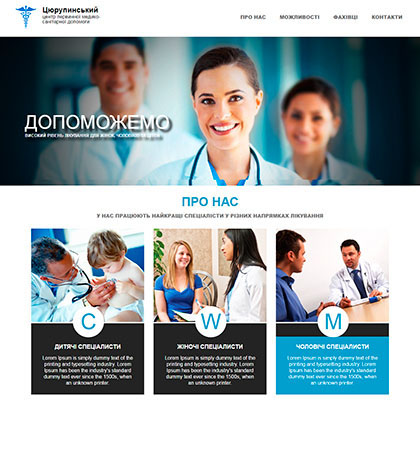 Цюрупинський
центр первинної медико-
санітарної допомоги
ПРО НАС МОЖЛИВОСТІ ФАХІВЦІ КОНТАКТИ
ДОПОМОЖЕМО
ВИСОКИЙ РІВЕНЬ ЛІКУВАННЯ ДЛЯ ЖІНОК, ЧОЛОВІКІВ
ПРО НАС
У НАС ПРАЦЮЮТЬ НАЙКРАЩІ СПЕЦІАЛІСТИ У РІЗНИХ НАПРЯМКАХ ЛІКУВАННЯ
C
W
M
ДИТЯЧІ СПЕЦІАЛІСТИ
Lorem Ipsum is simply dummy text of the
printing and typesetting industry. Lorem
Ipsum has been the industry's standard
dummy text ever since the 1500s, when
an unknown printer.
ЖІНОЧІ СПЕЦІАЛІСТИ
Lorem Ipsum is simply dummy text of the
printing and typesetting industry. Lorem
Ipsum has been the industry's standard
dummy text ever since the 1500s, when
an unknown printer.
ЧОЛОВІЧІ СПЕЦІАЛІСТИ
Lorem Ipsum is simply dummy text of the
printing and typesetting industry. Lorem
Ipsum has been the industry's standard
dummy text ever since the 1500s, when
an unknown printer.